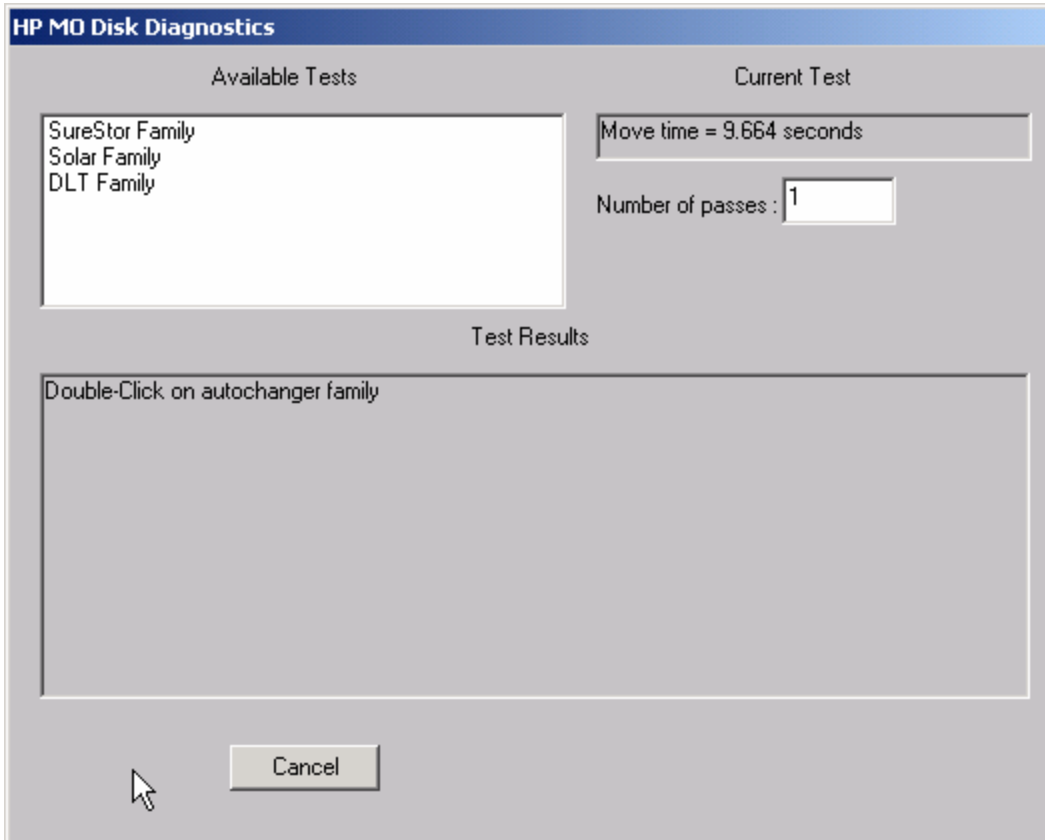 HP MO Disk Diagnostics
Available Tests
Current Test
SureStor Family
Solar Family
DLT Family
Move time = 9.664 seconds
Number of passes : 1
Test Results
Double-Click on autochanger family
Cancel